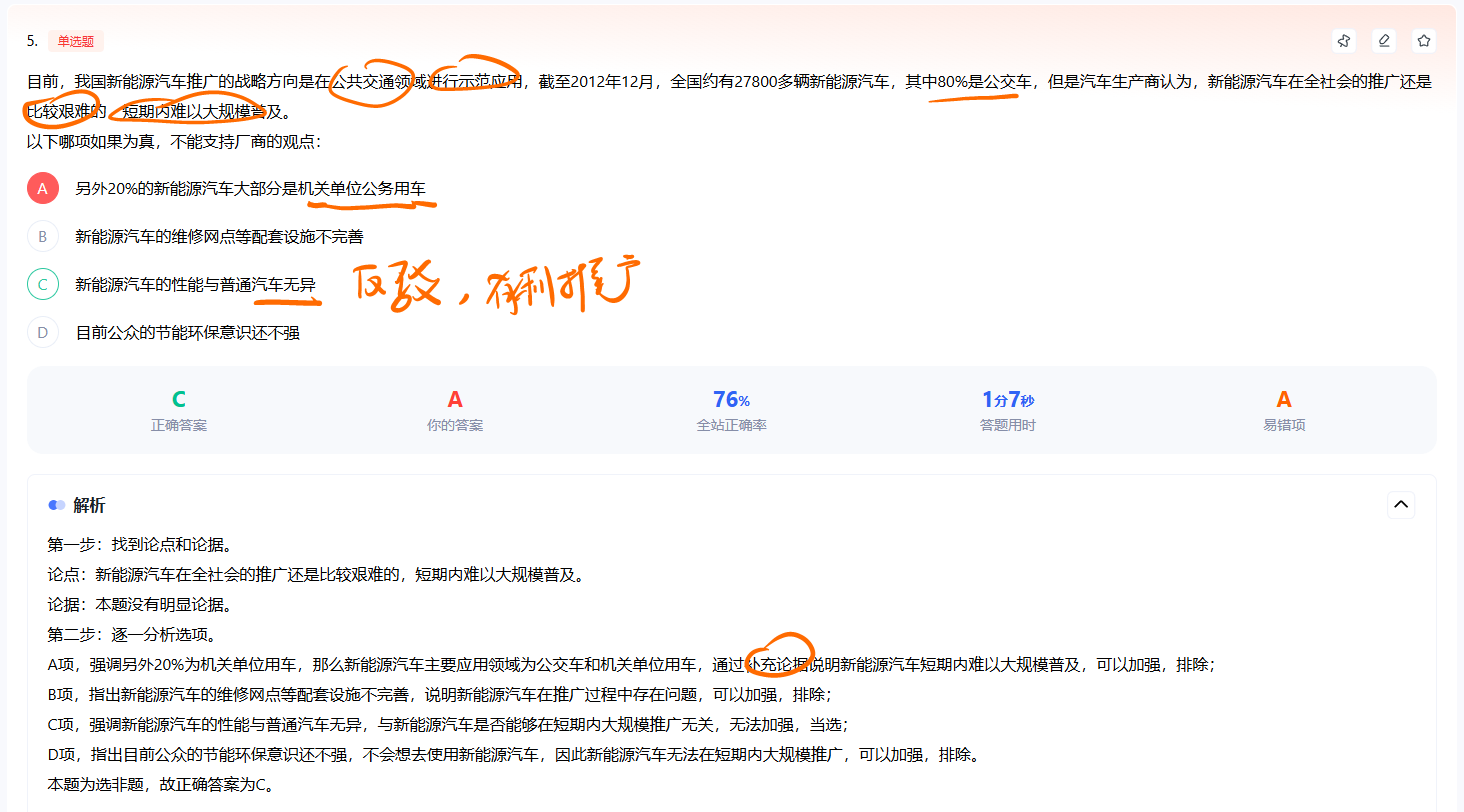 5. 单选题
目前，我国新能源汽车推广的战略方向是在公共交通领域进行示范应用，截至2012年12月，全国约有27800多辆新能源汽车，其中80%是公交车，但是汽车生产商认为，新能源汽车在全社会的推广还是
比较艰难的，短期内难以大规模普及。
以下哪项如果为真，不能支持厂商的观点：
A 另外20%的新能源汽车大部分是机关单位公务用车
B 新能源汽车的维修网点等配套设施不完善
C 新能源汽车的性能与普通汽车无异 反驳，有利推广
D 目前公众的节能环保意识还不强
C A 76% 1分7秒 A
正确答案 你的答案 全站正确率 答题用时 易错项
解析
第一步：找到论点和论据。
论点：新能源汽车在全社会的推广还是比较艰难的，短期内难以大规模普及。
论据：本题没有明显论据。
第二步：逐一分析选项。
A项，强调另外20%为机关单位用车，那么新能源汽车主要应用领域为公交车和机关单位用车，通过补充论据说明新能源汽车短期内难以大规模普及，可以加强，排除；
B项，指出新能源汽车的维修网点等配套设施不完善，说明新能源汽车在推广过程中存在问题，可以加强，排除；
C项，强调新能源汽车的性能与普通汽车无异，与新能源汽车是否能够在短期内大规模推广无关，无法加强，当选；
D项，指出目前公众的节能环保意识还不强，不会想去使用新能源汽车，因此新能源汽车无法在短期内大规模推广，可以加强，排除。
本题为选非题，故正确答案为C。